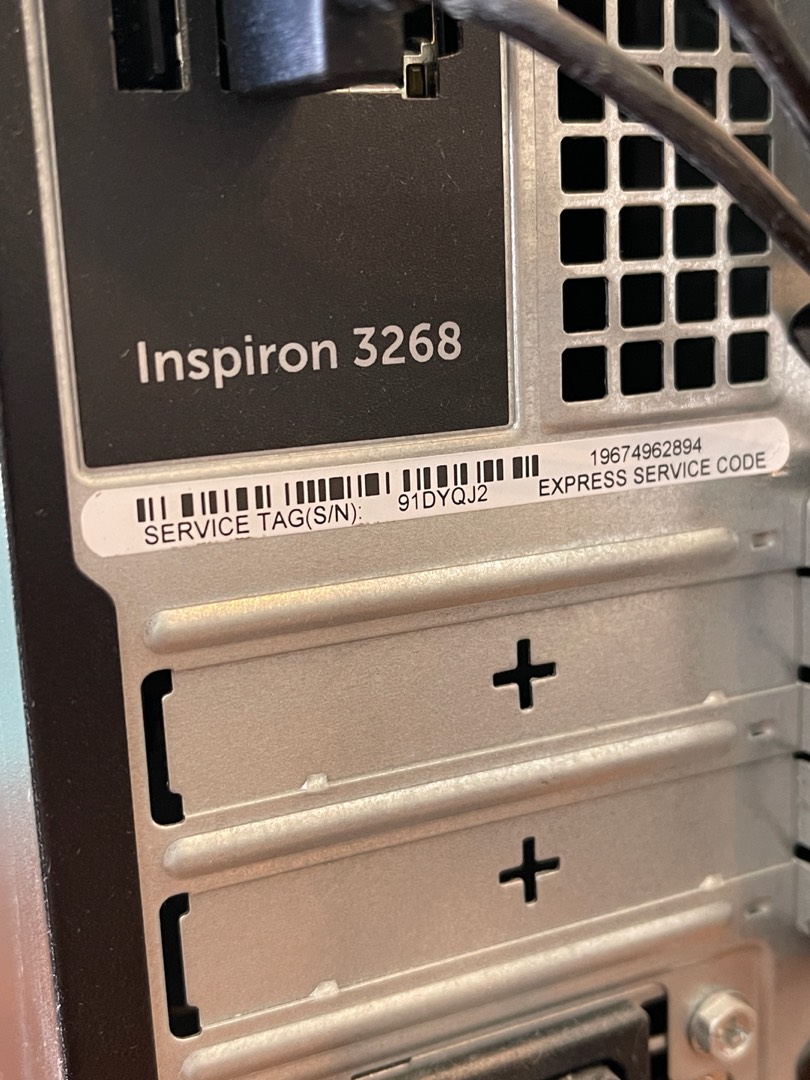 Inspiron 3268
19674962894
SERVICE TAG(S/N): 91DYQJ2 EXPRESS SERVICE CODE